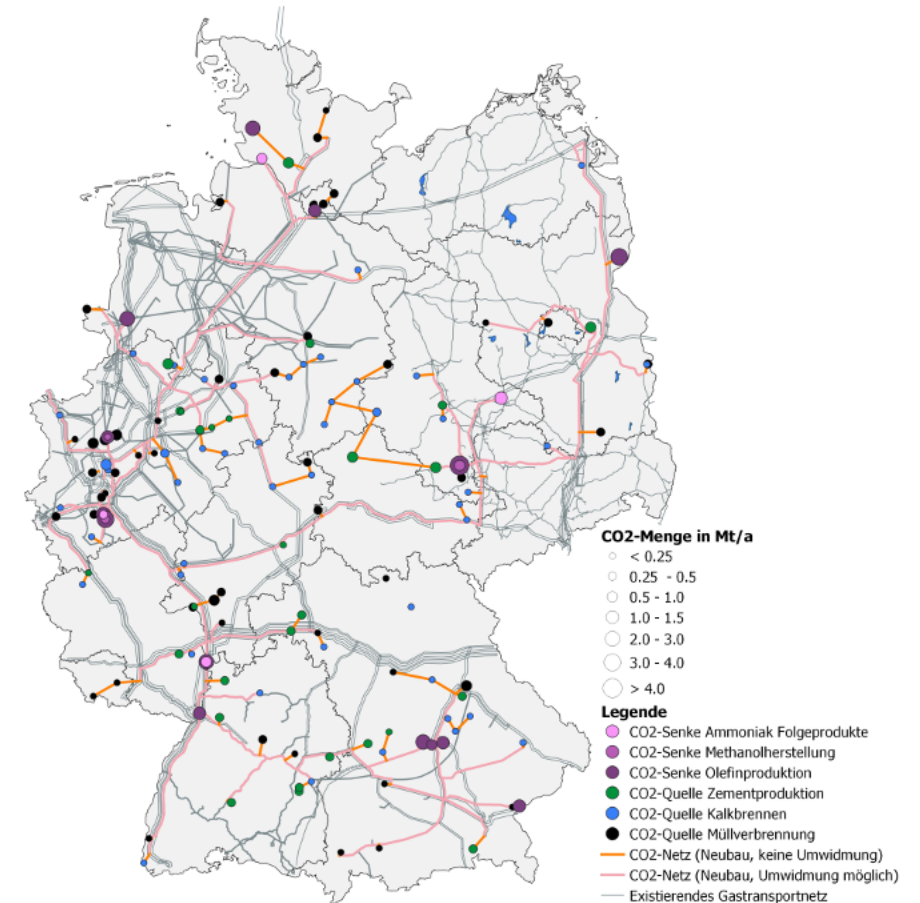 CO2-Menge in Mt/a
< 0.25
0.25 - 0.5
0.5 - 1.0
1.0 - 1.5
2.0 - 3.0
3.0 - 4.0
> 4.0
Legende
CO2-Senke Ammoniak Folgeprodukte
CO2-Senke Methanolherstellung
CO2-Senke Olefinproduktion
CO2-Quelle Zementproduktion
CO2-Quelle Kalkbrennen
CO2-Quelle Müllverbrennung
CO2-Netz (Neubau, keine Umwidmung)
CO2-Netz (Neubau, Umwidmung möglich)
Existierendes Gastransportnetz